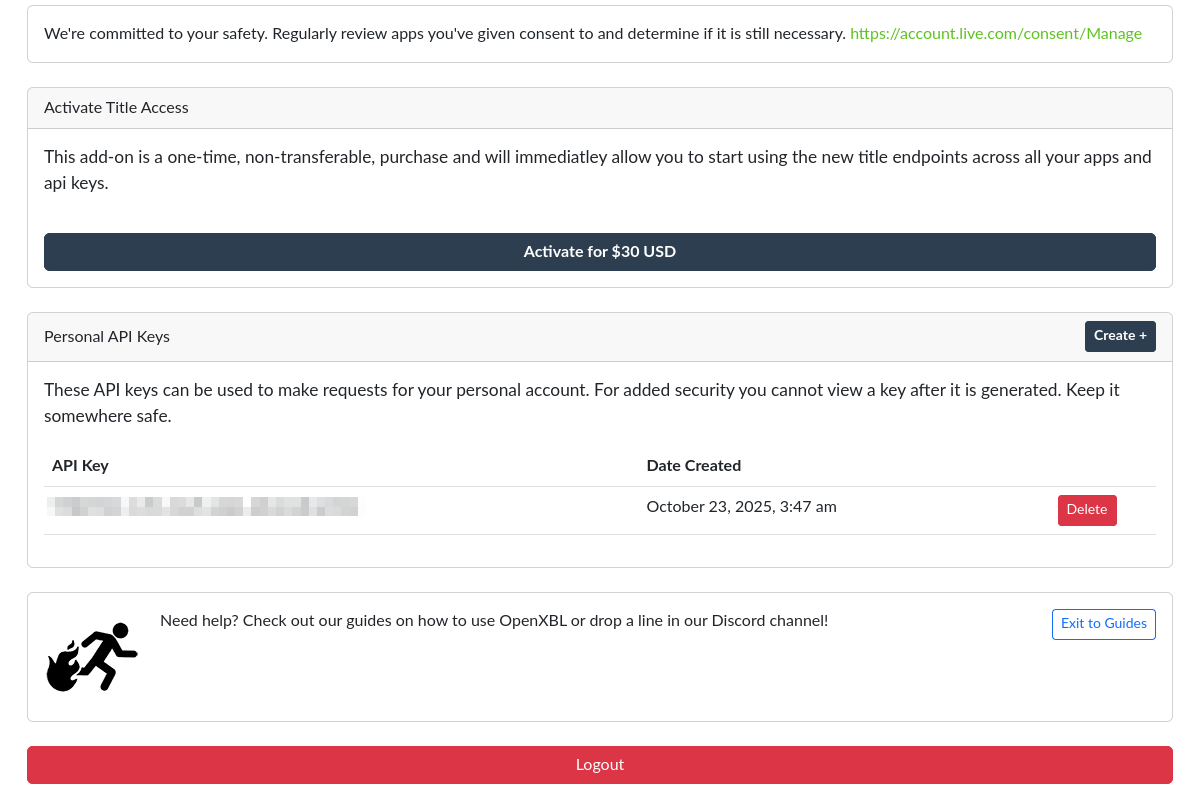 We're committed to your safety. Regularly review apps you've given consent to and determine if it is still necessary. https://account.live.com/consent/Manage
Activate Title Access
This add-on is a one-time, non-transferable, purchase and will immediatley allow you to start using the new title endpoints across all your apps and
api keys.
Activate for $30 USD
Personal API Keys
Create +
These API keys can be used to make requests for your personal account. For added security you cannot view a key after it is generated. Keep it
somewhere safe.
API Key
Date Created
October 23, 2025, 3:47 am
Delete
Need help? Check out our guides on how to use OpenXBL or drop a line in our Discord channel!
Exit to Guides
Logout